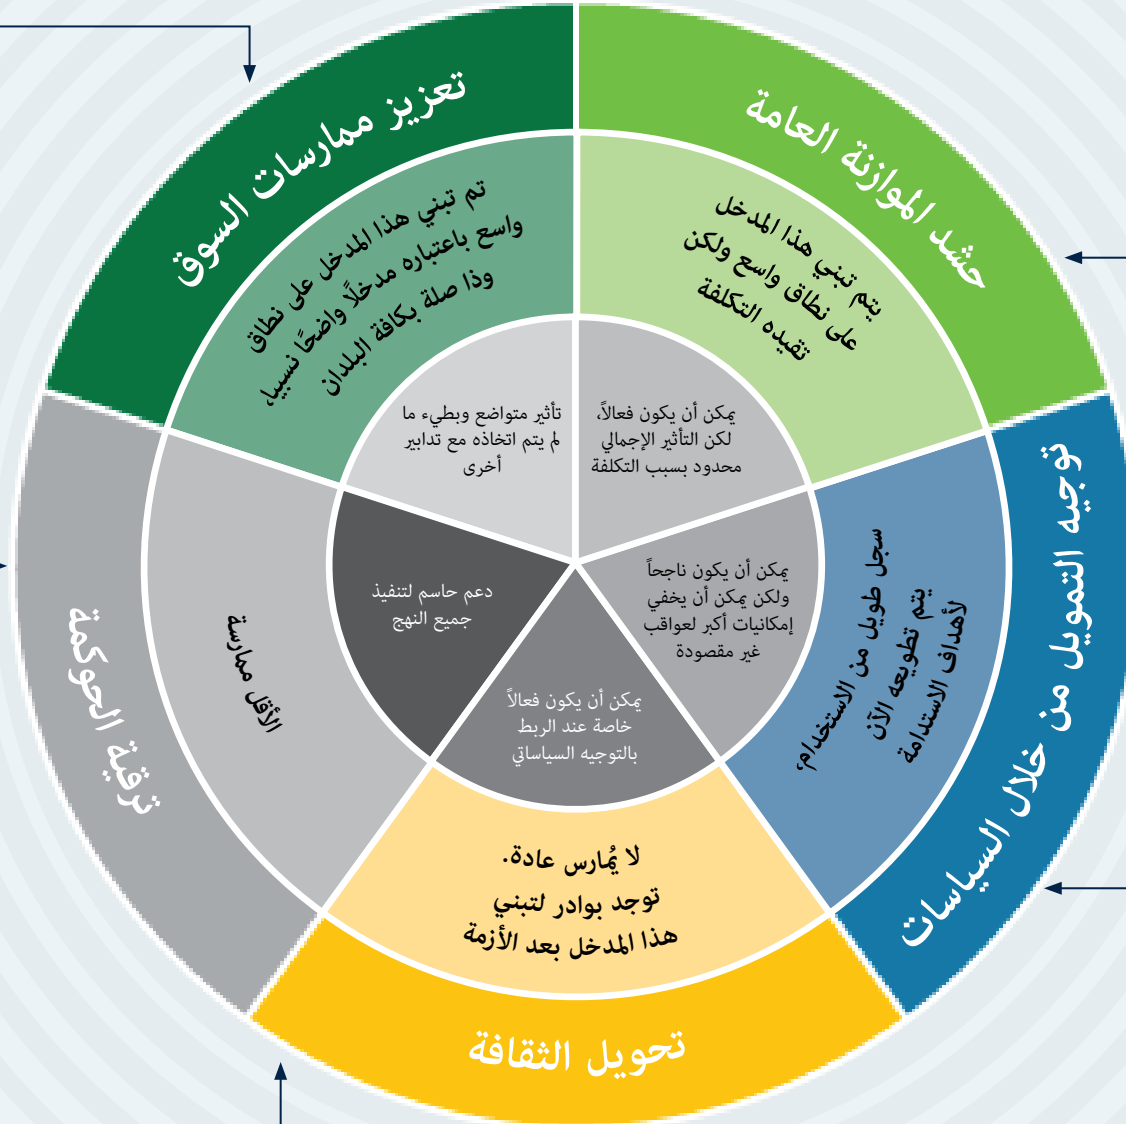 تعزيز ممارسات السوق
تم تبني هذا المدخل على نطاق
واسع باعتباره مدخلًا واضحًا نسبيا،
وذا صلة بكافة البلدان
تأثير متواضع وبطيء ما
لم يتم اتخاذه مع تدابير
أخرى
حشد الموازنة العامة
يتم تبني هذا المدخل
على نطاق واسع ولكن
تقيده التكلفة
يمكن أن يكون فعالاً،
لكن التأثير الإجمالي
محدود بسبب التكلفة
توجيه التمويل من خلال السياسات
سجل طويل من الاستخدام،
يتم تطويعه الآن
لأهداف الاستدامة
يمكن أن يكون ناجحاً
ولكن يمكن أن يخفي
إمكانيات أكبر لعواقب
غير مقصودة
تحويل الثقافة
لا يُمارس عادة.
توجد بوادر لتبني
هذا المدخل بعد الأزمة
يمكن أن يكون فعالاً
خاصة عند الربط
بالتوجيه السياساتي
ترقية الحوكمة
الأقل ممارسة
دعم حاسم لتنفيذ
جميع النهج